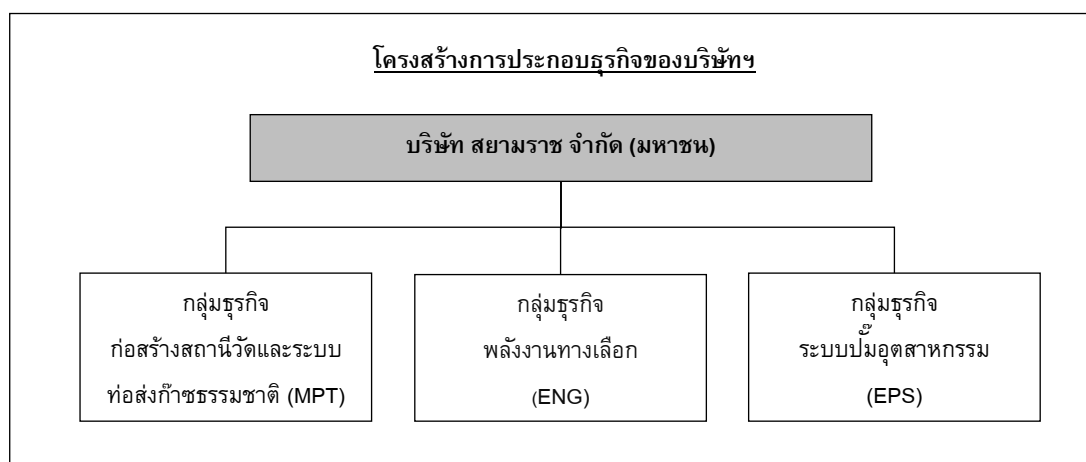 โครงสร้างการประกอบธุรกิจของบริษัทฯ
บริษัท สยามราช จำกัด (มหาชน)
กลุ่มธุรกิจ
ก่อสร้างสถานีวัดและระบบ
ท่อส่งก๊าซธรรมชาติ (MPT)
กลุ่มธุรกิจ
พลังงานทางเลือก
(ENG)
กลุ่มธุรกิจ
ระบบปั๊มอุตสาหกรรม
(EPS)